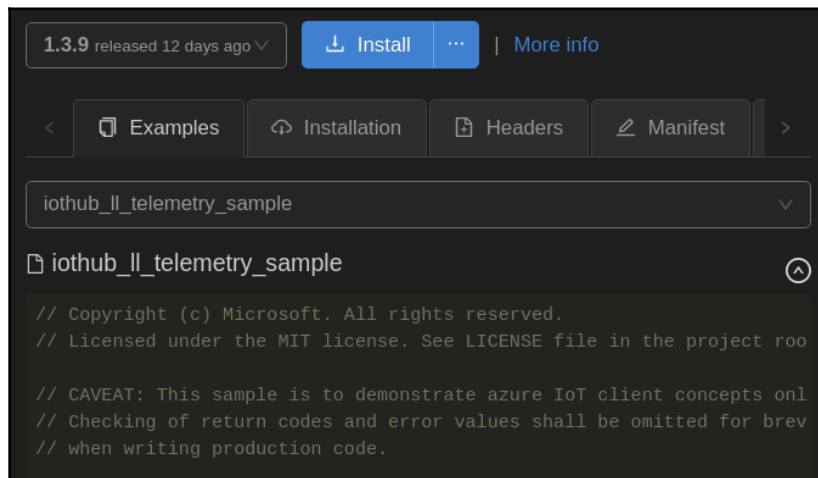 1.3.9 released 12 days ago Install ... | More info
Examples Installation Headers Manifest
iothub_ll_telemetry_sample
iothub_ll_telemetry_sample
// Copyright (c) Microsoft. All rights reserved.
// Licensed under the MIT license. See LICENSE file in the project roo
// CAVEAT: This sample is to demonstrate azure IoT client concepts onl
// Checking of return codes and error values shall be omitted for brev
// when writing production code.